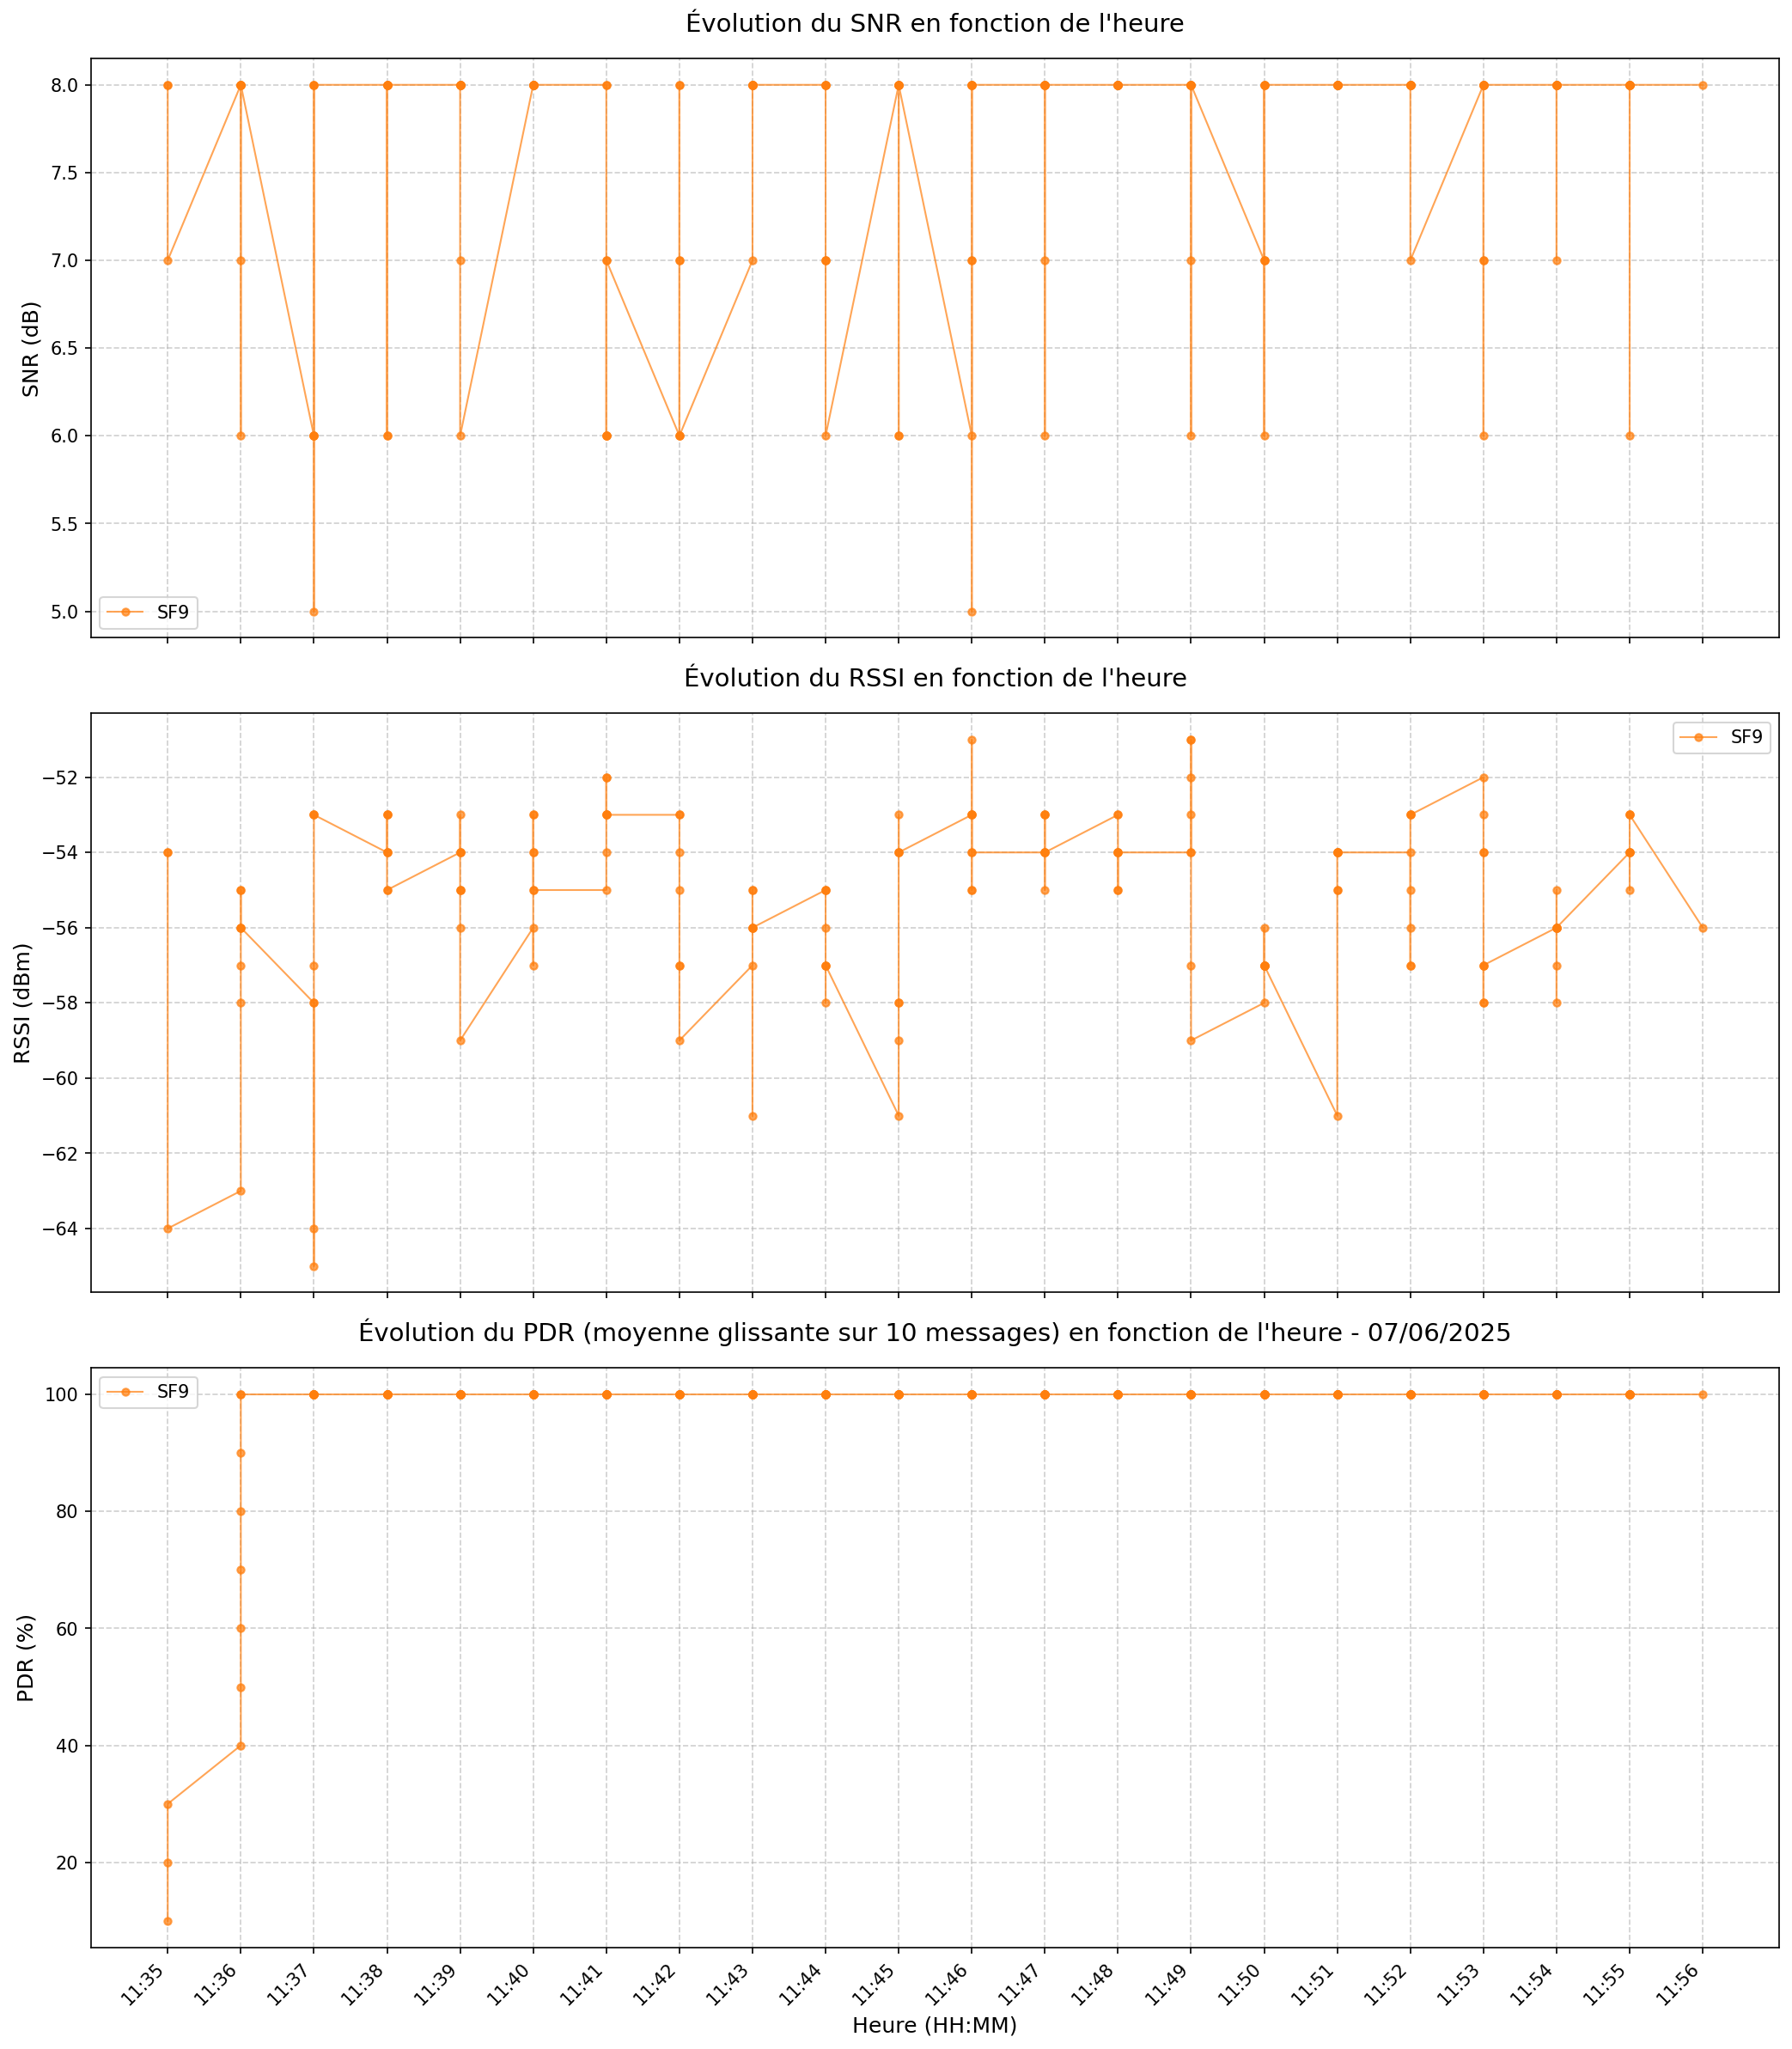 Évolution du SNR en fonction de l'heure
8.0
7.5
7.0
6.5
6.0
5.5
5.0
SNR (dB)
SF9
Évolution du RSSI en fonction de l'heure
−52
−54
−56
−58
−60
−62
−64
RSSI (dBm)
SF9
Évolution du PDR (moyenne glissante sur 10 messages) en fonction de l'heure - 07/06/2025
100
80
60
40
20
PDR (%)
SF9
11:35 11:36 11:37 11:38 11:39 11:40 11:41 11:42 11:43 11:44 11:45 11:46 11:47 11:48 11:49 11:50 11:51 11:52 11:53 11:54 11:55 11:56
Heure (HH:MM)